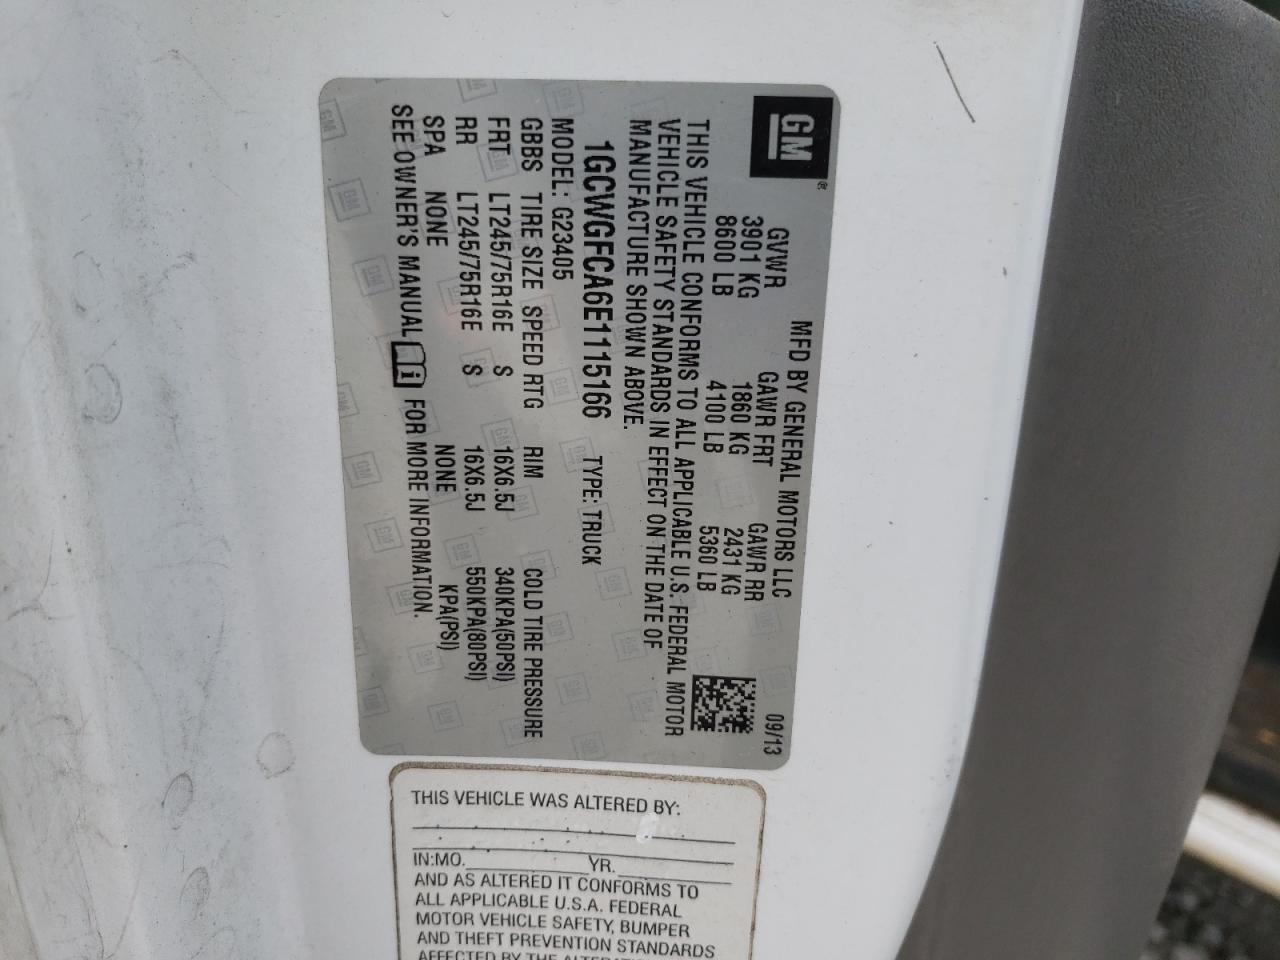 GM®
MFD BY GENERAL MOTORS LLC 09/13
GVWR GAWR FRT GAWR RR
3901 KG 1860 KG 2431 KG
8600 LB 4100 LB 5360 LB
THIS VEHICLE CONFORMS TO ALL APPLICABLE U.S. FEDERAL MOTOR
VEHICLE SAFETY STANDARDS IN EFFECT ON THE DATE OF
MANUFACTURE SHOWN ABOVE.
1GCWGFCA6E1115166 TYPE: TRUCK
MODEL: G23405
GBBS TIRE SIZE SPEED RTG RIM COLD TIRE PRESSURE
FRT LT245/75R16E S 16X6.5J 340KPA(50PSI)
RR LT245/75R16E S 16X6.5J 550KPA(80PSI)
SPA NONE NONE KPA(PSI)
SEE OWNER'S MANUAL i FOR MORE INFORMATION.
THIS VEHICLE WAS ALTERED BY:
IN:MO. YR.
AND AS ALTERED IT CONFORMS TO
ALL APPLICABLE U.S.A. FEDERAL
MOTOR VEHICLE SAFETY, BUMPER
AND THEFT PREVENTION STANDARDS
AFFECTED BY THE